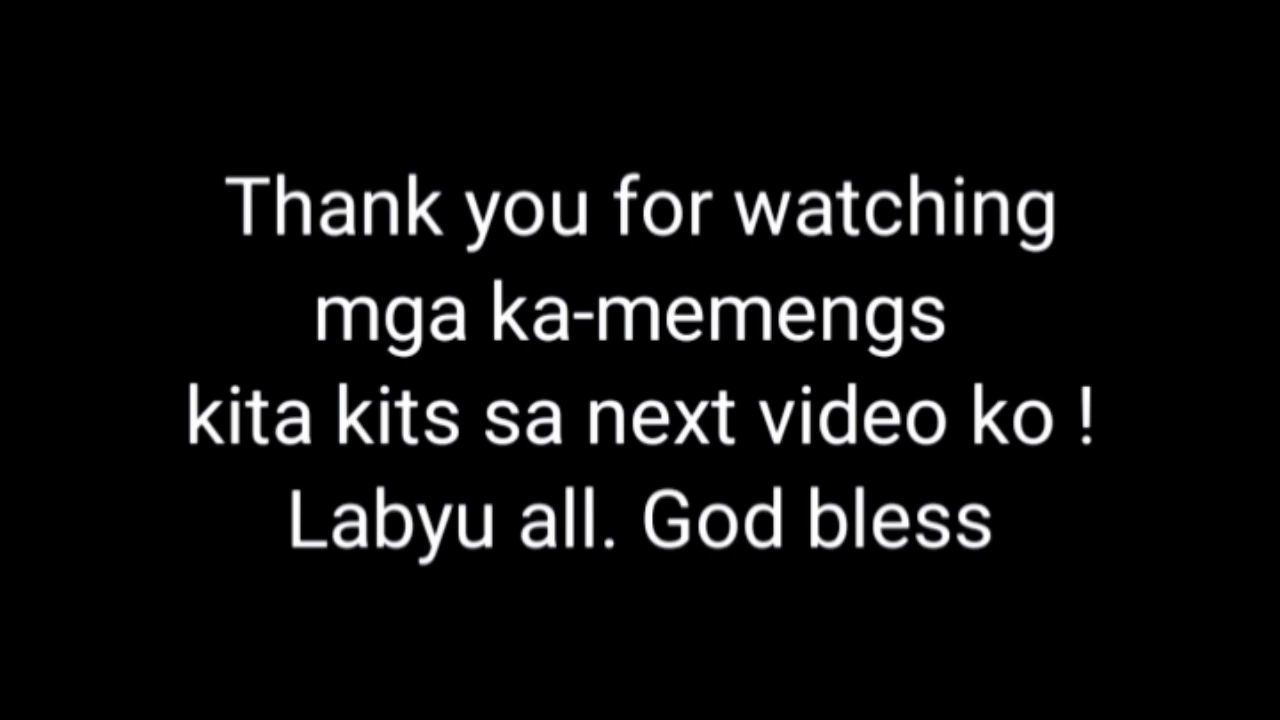 Thank you for watching
mga ka-memengs
kita kits sa next video ko !
Labyu all. God bless